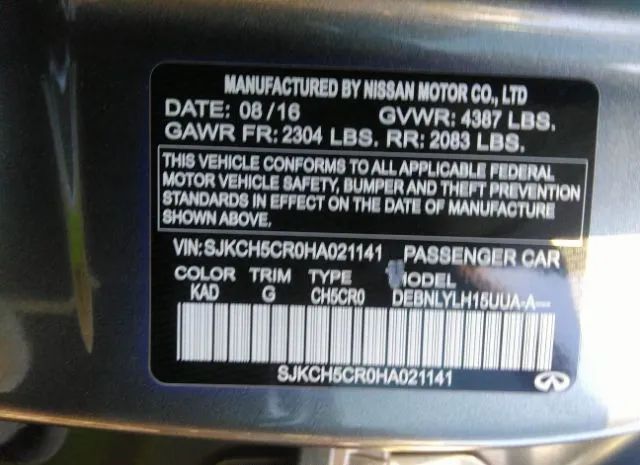 MANUFACTURED BY NISSAN MOTOR CO., LTD
DATE: 08/16 GVWR: 4387 LBS.
GAWR FR: 2304 LBS. RR: 2083 LBS.
THIS VEHICLE CONFORMS TO ALL APPLICABLE FEDERAL
MOTOR VEHICLE SAFETY, BUMPER AND THEFT PREVENTION
STANDARDS IN EFFECT ON THE DATE OF MANUFACTURE
SHOWN ABOVE.
VIN:SJKCH5CR0HA021141 PASSENGER CAR
COLOR TRIM TYPE MODEL
KAD G CH5CR0 DEBNLYLH15UUA-A—
SJKCH5CR0HA021141